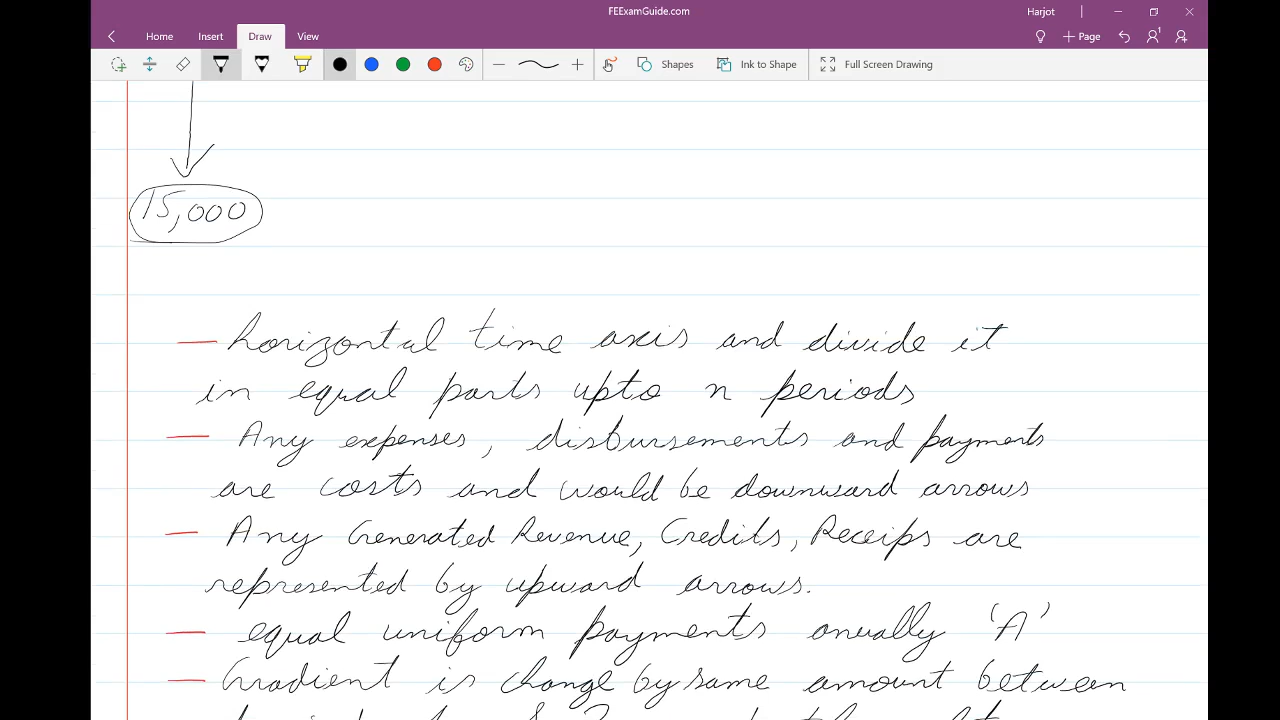 FEExamGuide.com
Harjot
Home Insert Draw View
Page
Shapes Ink to Shape Full Screen Drawing
15,000
— horizontal time axis and divide it
in equal parts upto n periods
— Any expenses, disbursements and payments
are costs and would be downward arrows
— Any Generated Revenue, Credits, Receips are
represented by upward arrows.
— equal uniform payments anually 'A'
— Gradient is change by same amount between